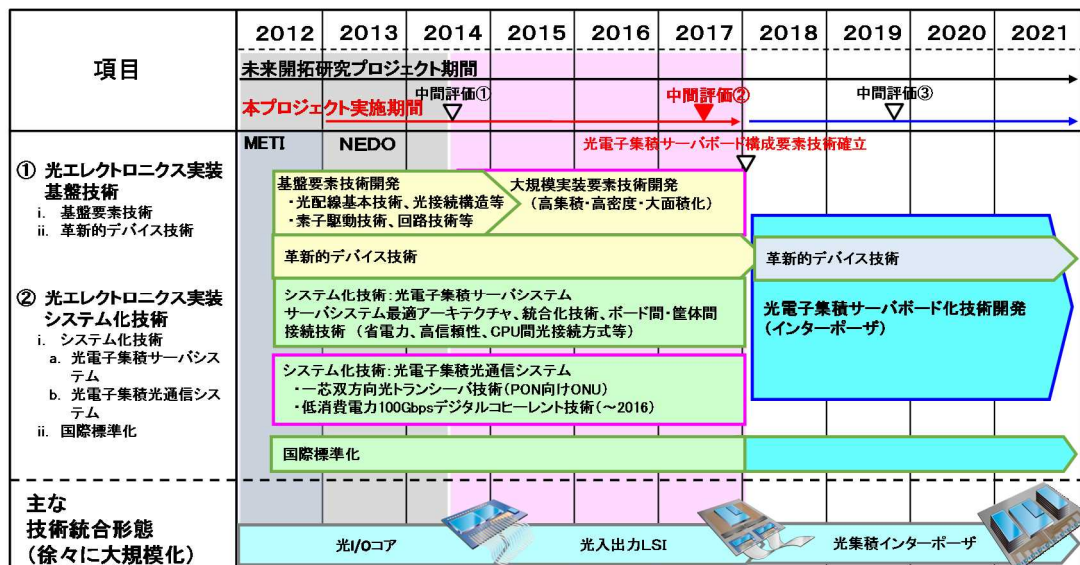 項目
2012 2013 2014 2015 2016 2017 2018 2019 2020 2021
未来開拓研究プロジェクト期間
中間評価① 中間評価② 中間評価③
本プロジェクト実施期間
METI NEDO
光電子集積サーバボード構成要素技術確立
① 光エレクトロニクス実装
基盤技術
i. 基盤要素技術
ii. 革新的デバイス技術
基盤要素技術開発
・光配線基本技術、光接続構造等
・素子駆動技術、回路技術等
大規模実装要素技術開発
(高集積・高密度・大面積化)
革新的デバイス技術
革新的デバイス技術
② 光エレクトロニクス実装
システム化技術
i. システム化技術
a. 光電子集積サーバシス
テム
b. 光電子集積光通信シス
テム
ii. 国際標準化
システム化技術:光電子集積サーバシステム
サーバシステム最適アーキテクチャ、統合化技術、ボード間・筐体間
接続技術 (省電力、高信頼性、CPU間光接続方式等)
光電子集積サーバボード化技術開発
(インターポーザ)
システム化技術:光電子集積光通信システム
・一芯双方向光トランシーバ技術(PON向けONU)
・低消費電力100Gbpsデジタルコヒーレント技術(~2016)
国際標準化
主な
技術統合形態
(徐々に大規模化)
光I/Oコア 光入出力LSI 光集積インターポーザ